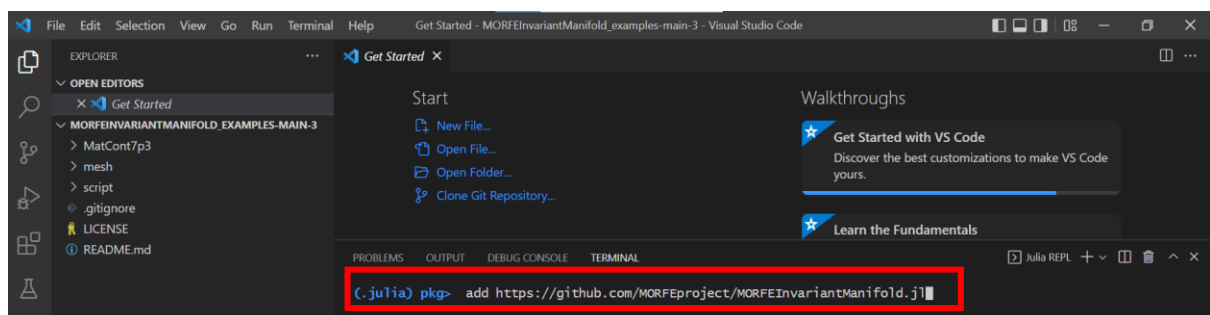 File Edit Selection View Go Run Terminal Help Get Started - MORFEInvariantManifold_examples-main-3 - Visual Studio Code
EXPLORER
OPEN EDITORS
Get Started
MORFEINVARIANTMANIFOLD_EXAMPLES-MAIN-3
MatCont7p3
mesh
script
.gitignore
LICENSE
README.md
Get Started
Start
New File...
Open File...
Open Folder...
Clone Git Repository...
Walkthroughs
Get Started with VS Code
Discover the best customizations to make VS Code
yours.
Learn the Fundamentals
PROBLEMS OUTPUT DEBUG CONSOLE TERMINAL
Julia REPL
(.julia) pkg> add https://github.com/MORFEproject/MORFEInvariantManifold.jl